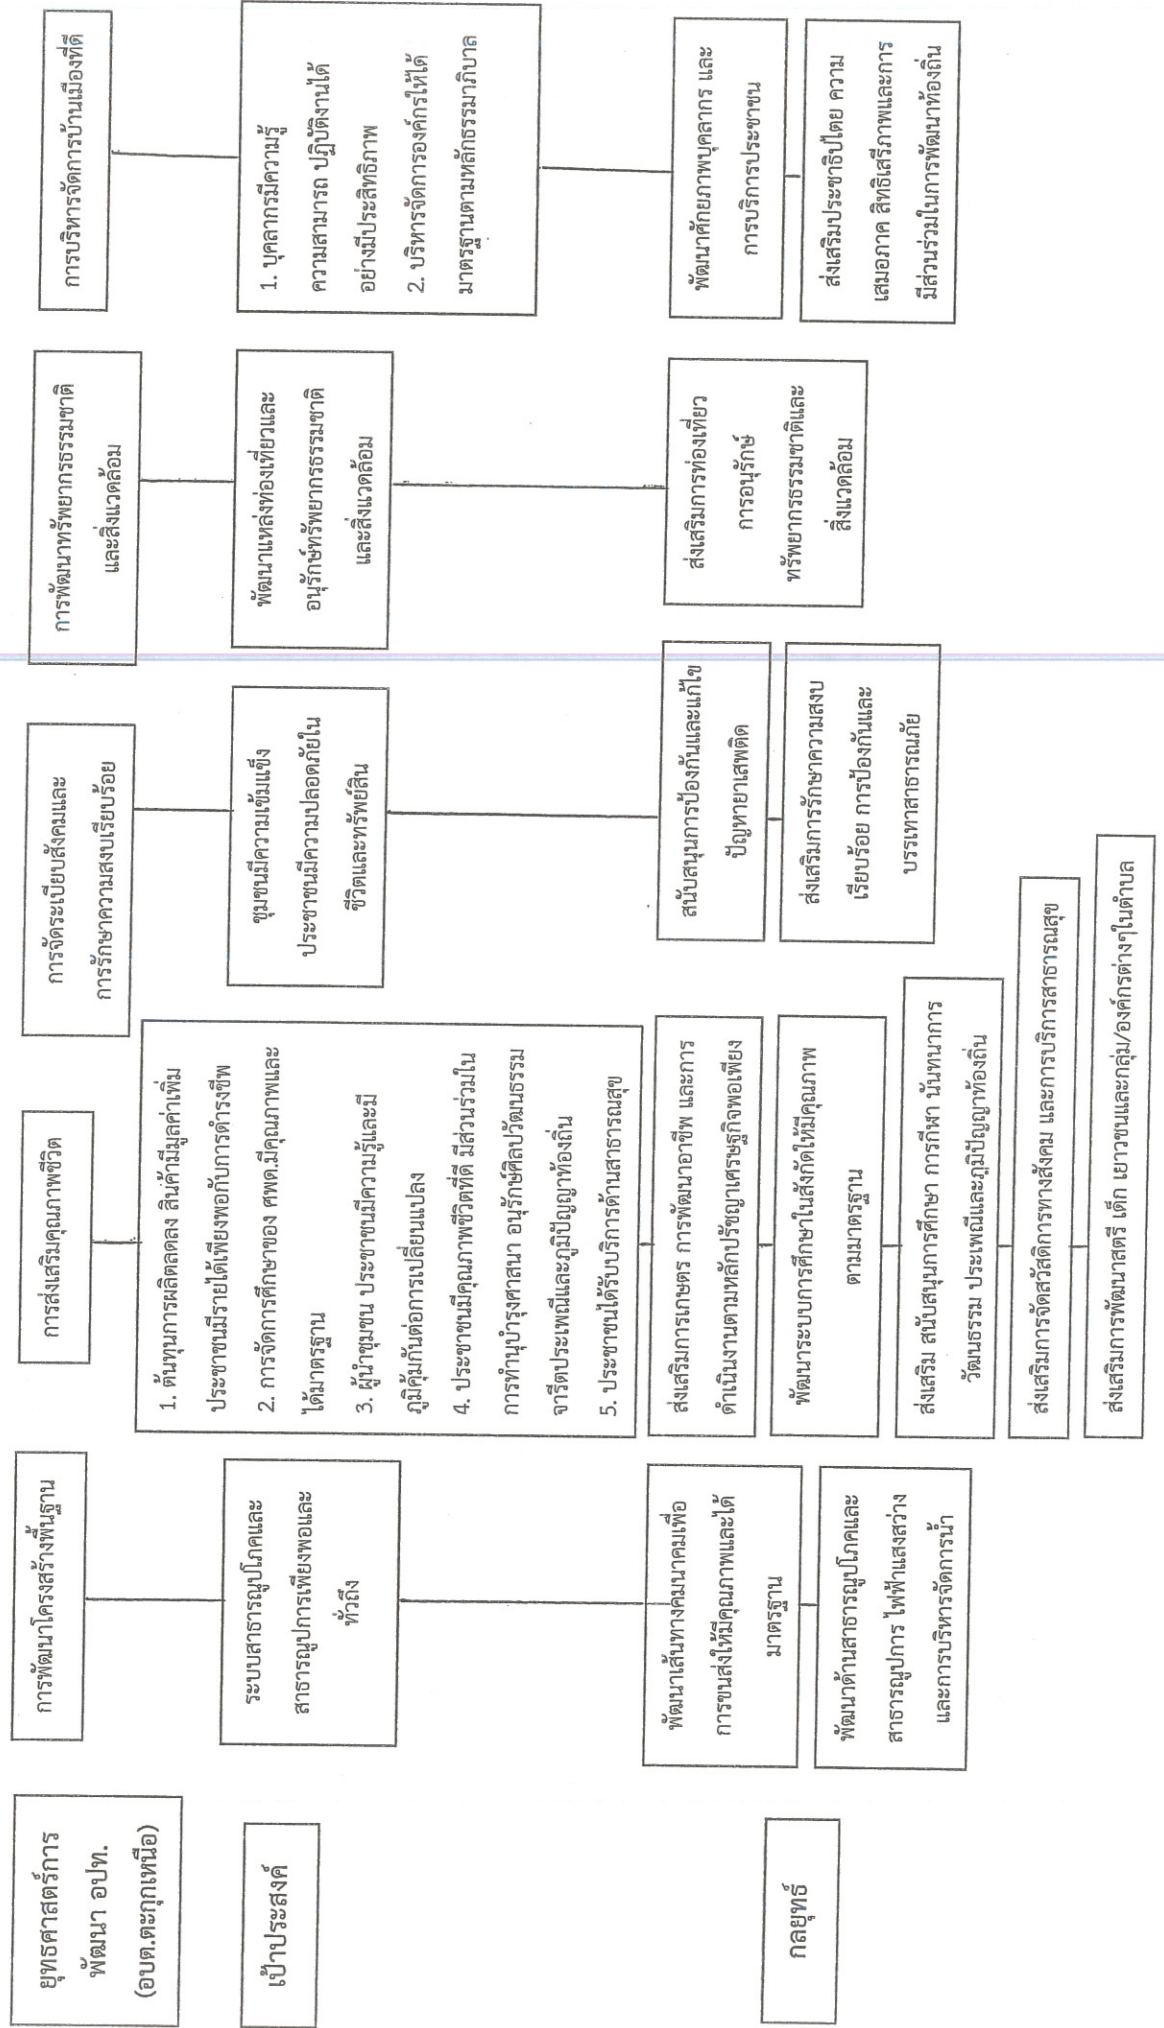 ยุทธศาสตร์การ
พัฒนา อปท.
(อบต.ตะกุกเหนือ)
การพัฒนาโครงสร้างพื้นฐาน
การส่งเสริมคุณภาพชีวิต
การจัดระเบียบสังคมและ
การรักษาความสงบเรียบร้อย
การพัฒนาทรัพยากรธรรมชาติ
และสิ่งแวดล้อม
การบริหารจัดการบ้านเมืองที่ดี
เป้าประสงค์
ระบบสาธารณูปโภคและ
สาธารณูปการเพียงพอและ
ทั่วถึง
1. ต้นทุนการผลิตลดลง สินค้ามีมูลค่าเพิ่ม
ประชาชนมีรายได้เพียงพอกับการดำรงชีพ
2. การจัดการศึกษาของ ศพด.มีคุณภาพและ
ได้มาตรฐาน
3. ผู้นำชุมชน ประชาชนมีความรู้และมี
ภูมิคุ้มกันต่อการเปลี่ยนแปลง
4. ประชาชนมีคุณภาพชีวิตที่ดี มีส่วนร่วมใน
การทำนุบำรุงศาสนา อนุรักษ์ศิลปวัฒนธรรม
จารีตประเพณีและภูมิปัญญาท้องถิ่น
5. ประชาชนได้รับบริการด้านสาธารณสุข
ชุมชนมีความเข้มแข็ง
ประชาชนมีความปลอดภัยใน
ชีวิตและทรัพย์สิน
พัฒนาแหล่งท่องเที่ยวและ
อนุรักษ์ทรัพยากรธรรมชาติ
และสิ่งแวดล้อม
1. บุคลากรมีความรู้
ความสามารถ ปฏิบัติงานได้
อย่างมีประสิทธิภาพ
2. บริหารจัดการองค์กรให้ได้
มาตรฐานตามหลักธรรมาภิบาล
กลยุทธ์
พัฒนาเส้นทางคมนาคมเพื่อ
การขนส่งให้มีคุณภาพและได้
มาตรฐาน
พัฒนาด้านสาธารณูปโภคและ
สาธารณูปการ ไฟฟ้าแสงสว่าง
และการบริหารจัดการน้ำ
ส่งเสริมการเกษตร การพัฒนาอาชีพ และการ
ดำเนินงานตามหลักปรัชญาเศรษฐกิจพอเพียง
พัฒนาระบบการศึกษาในสังกัดให้มีคุณภาพ
ตามมาตรฐาน
ส่งเสริม สนับสนุนการศึกษา การกีฬา นันทนาการ
วัฒนธรรม ประเพณีและภูมิปัญญาท้องถิ่น
ส่งเสริมการจัดสวัสดิการทางสังคม และการบริการสาธารณสุข
ส่งเสริมการพัฒนาสตรี เด็ก เยาวชนและกลุ่ม/องค์กรต่างๆในตำบล
สนับสนุนการป้องกันและแก้ไข
ปัญหายาเสพติด
ส่งเสริมการรักษาความสงบ
เรียบร้อย การป้องกันและ
บรรเทาสาธารณภัย
ส่งเสริมการท่องเที่ยว
การอนุรักษ์
ทรัพยากรธรรมชาติและ
สิ่งแวดล้อม
พัฒนาศักยภาพบุคลากร และ
การบริการประชาชน
ส่งเสริมประชาธิปไตย ความ
เสมอภาค สิทธิเสรีภาพและการ
มีส่วนร่วมในการพัฒนาท้องถิ่น